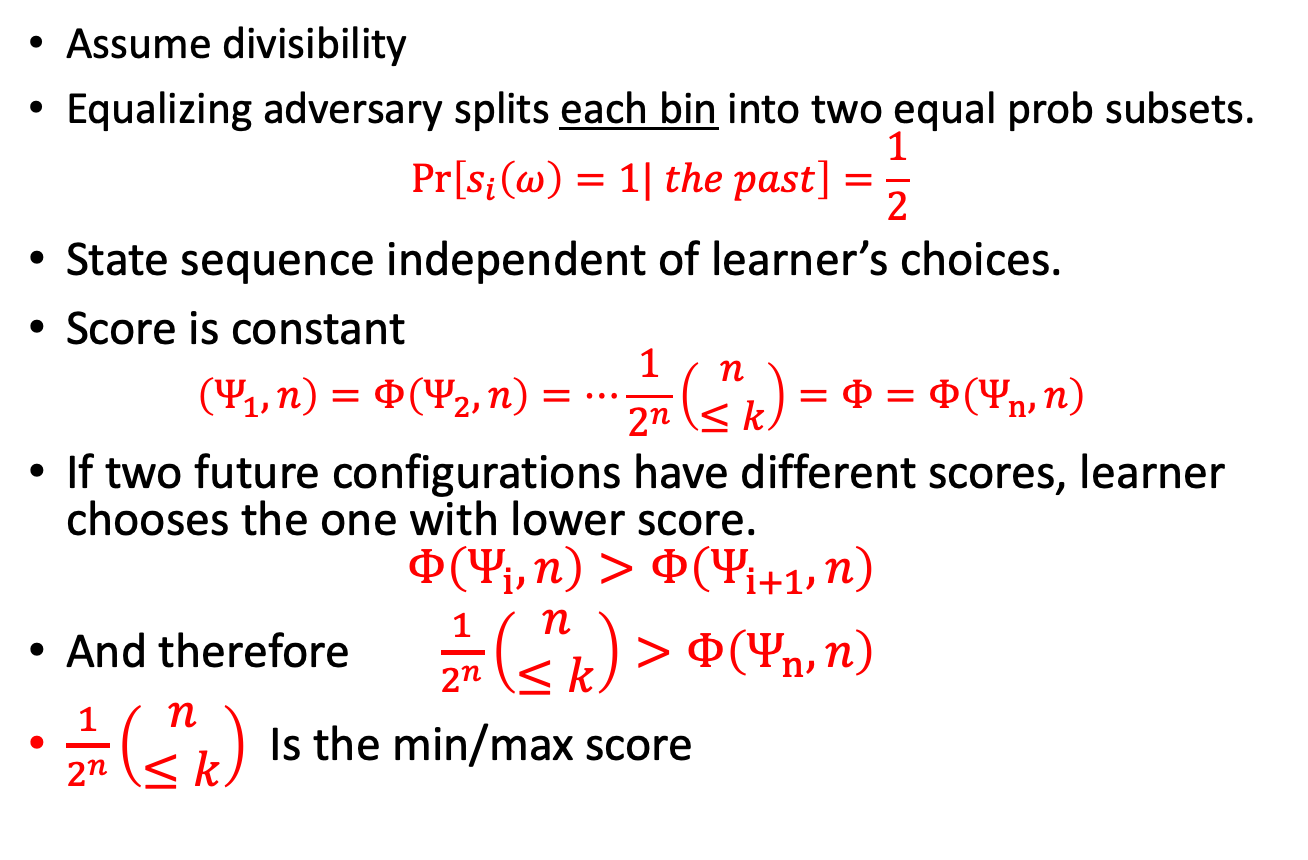 • Assume divisibility
• Equalizing adversary splits each bin into two equal prob subsets.
Pr[sᵢ(ω) = 1| the past] = 1/2
• State sequence independent of learner’s choices.
• Score is constant
(Ψ₁, n) = Φ(Ψ₂, n) = ⋯ 1/2ⁿ (n ≤ k) = Φ = Φ(Ψₙ, n)
• If two future configurations have different scores, learner
chooses the one with lower score.
Φ(Ψᵢ, n) > Φ(Ψᵢ₊₁, n)
• And therefore 1/2ⁿ (n ≤ k) > Φ(Ψₙ, n)
• 1/2ⁿ (n ≤ k) Is the min/max score